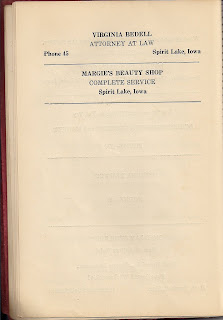 VIRGINIA BEDELL
ATTORNEY AT LAW
Phone 45 Spirit Lake, Iowa
MARGIE'S BEAUTY SHOP
COMPLETE SERVICE
Spirit Lake, Iowa